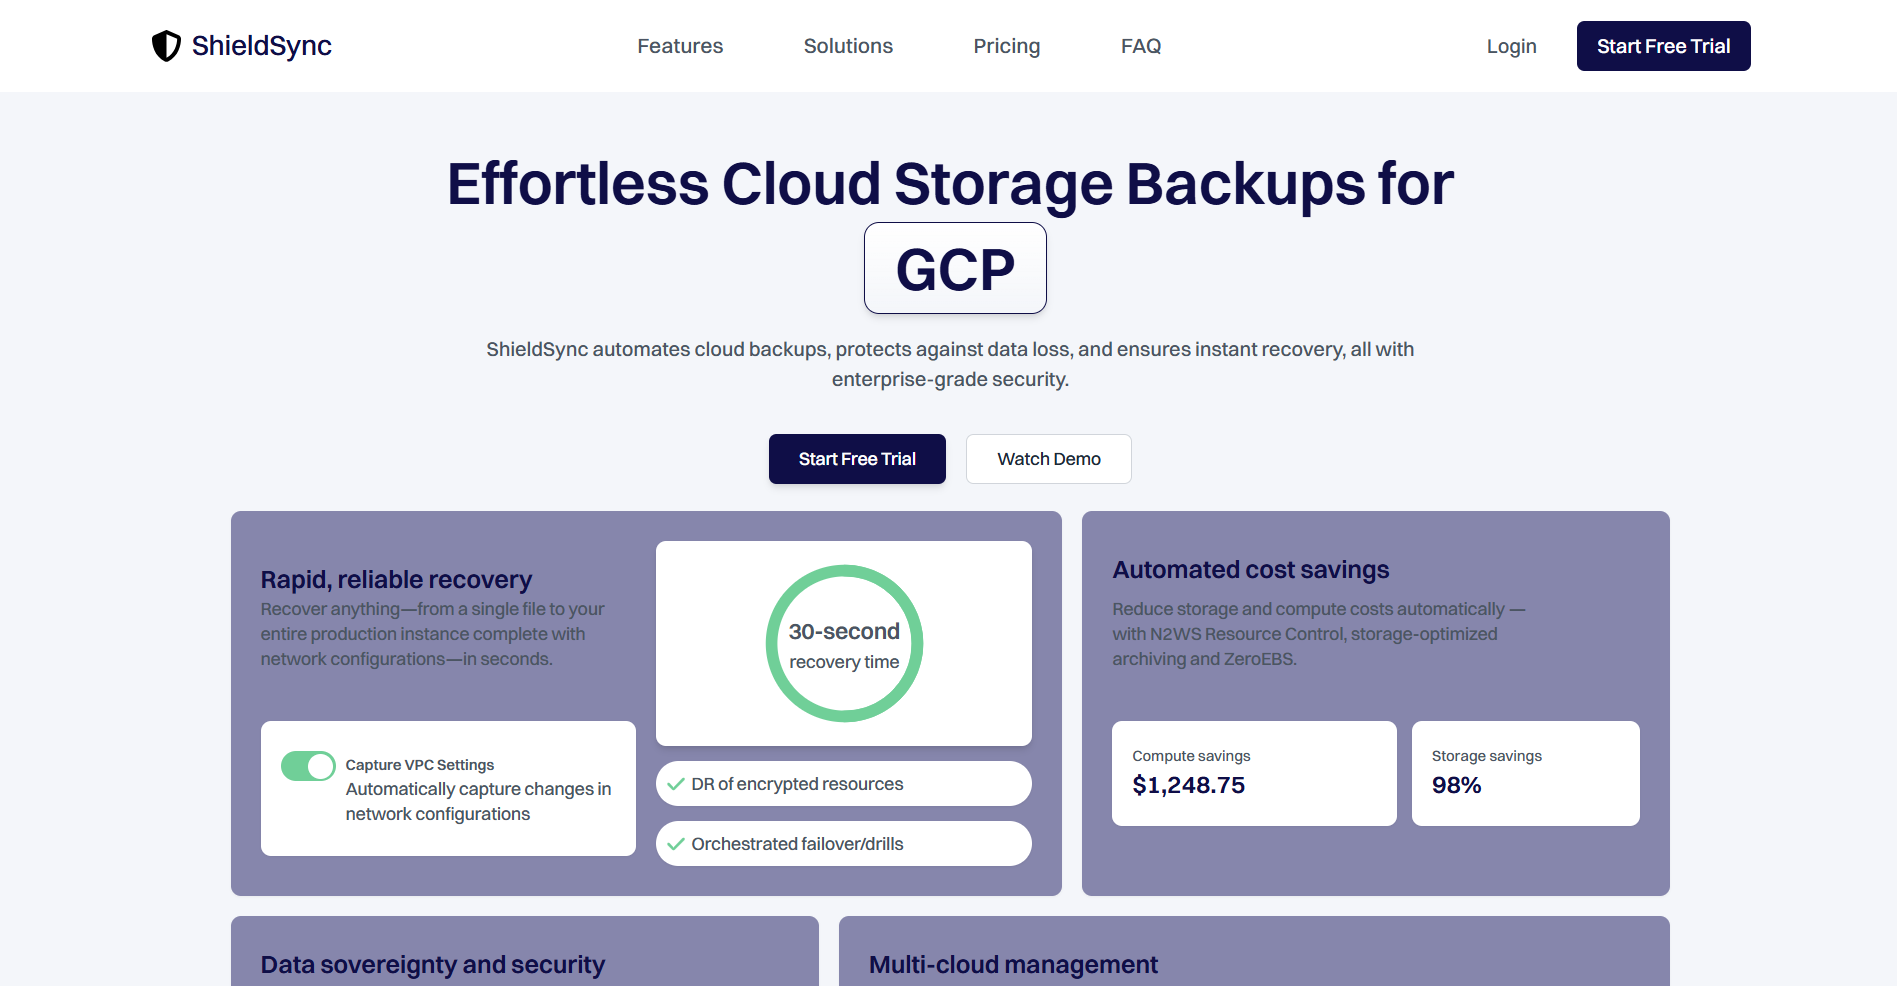 ShieldSync
Features
Solutions
Pricing
FAQ
Login
Start Free Trial
Effortless Cloud Storage Backups for
GCP
ShieldSync automates cloud backups, protects against data loss, and ensures instant recovery, all with
enterprise-grade security.
Start Free Trial
Watch Demo
Rapid, reliable recovery
Recover anything—from a single file to your
entire production instance complete with
network configurations—in seconds.
Capture VPC Settings
Automatically capture changes in
network configurations
30-second
recovery time
DR of encrypted resources
Orchestrated failover/drills
Automated cost savings
Reduce storage and compute costs automatically —
with N2WS Resource Control, storage-optimized
archiving and ZeroEBS.
Compute savings
$1,248.75
Storage savings
98%
Data sovereignty and security
Multi-cloud management